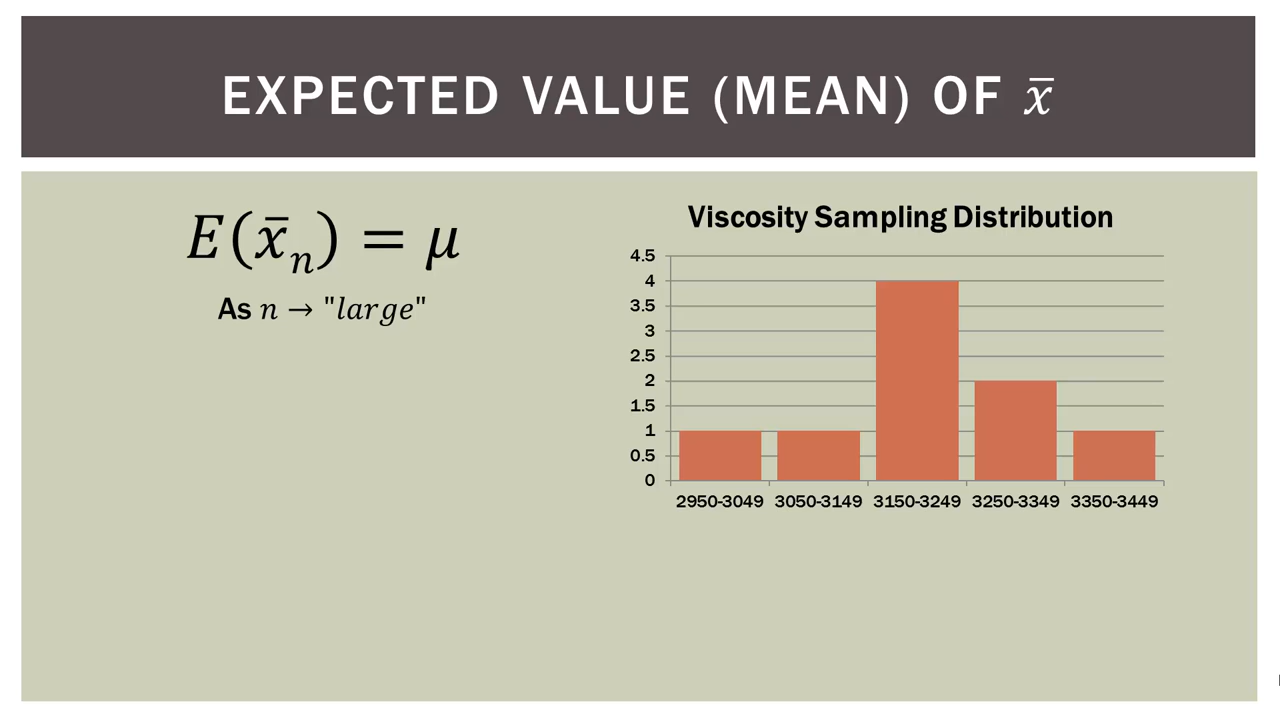 EXPECTED VALUE (MEAN) OF x̄
E(x̄ₙ) = μ
As n → "large"
Viscosity Sampling Distribution
4.5
4
3.5
3
2.5
2
1.5
1
0.5
0
2950-3049 3050-3149 3150-3249 3250-3349 3350-3449